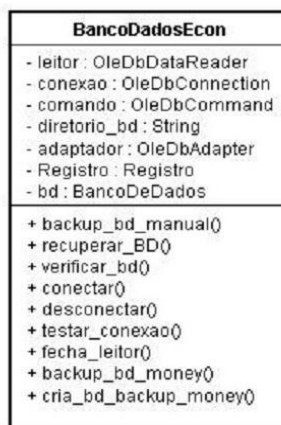 BancoDadosEcon
- leitor : OleDbDataReader
- conexao : OleDbConnection
- comando : OleDbCommand
- diretorio_bd : String
- adaptador : OleDbAdapter
- Registro : Registro
- bd : BancoDeDados
+ backup_bd_manual()
+ recuperar_BD()
+ verificar_bd()
+ conectar()
+ desconectar()
+ testar_conexao()
+ fecha_leitor()
+ backup_bd_money()
+ cria_bd_backup_money()